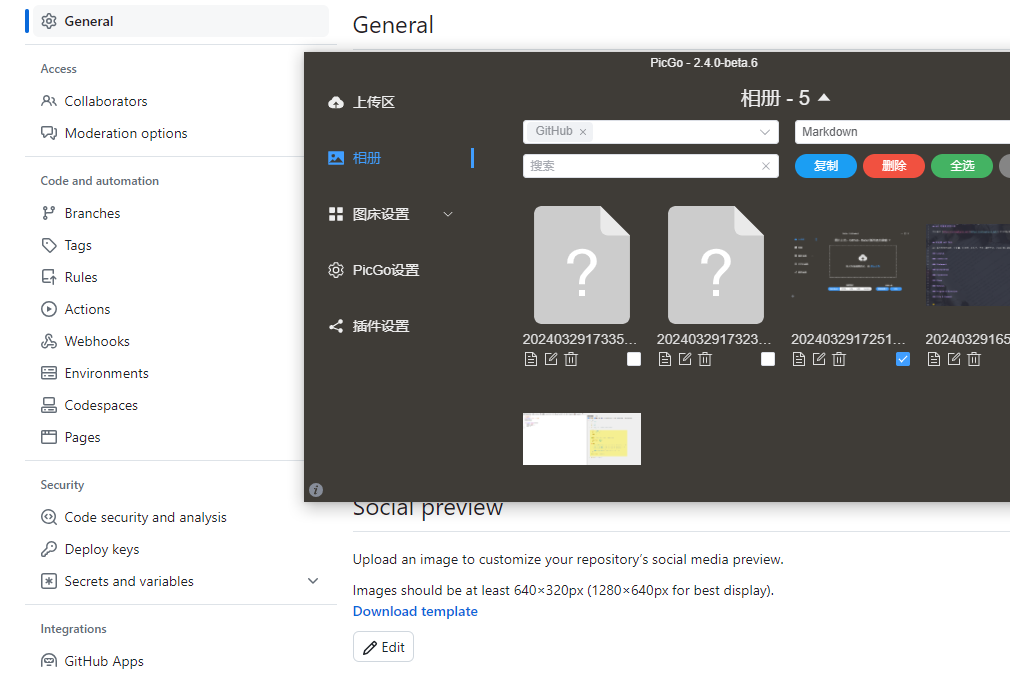 General
Access
Collaborators
Moderation options
Code and automation
Branches
Tags
Rules
Actions
Webhooks
Environments
Codespaces
Pages
Security
Code security and analysis
Deploy keys
Secrets and variables
Integrations
GitHub Apps
General
PicGo - 2.4.0-beta.6
上传区
相册
图床设置
PicGo设置
插件设置
相册 - 5
GitHub
Markdown
搜索
复制
删除
全选
2024032917335...
2024032917323...
2024032917251...
20240329165
Social preview
Upload an image to customize your repository’s social media preview.
Images should be at least 640×320px (1280×640px for best display).
Download template
Edit